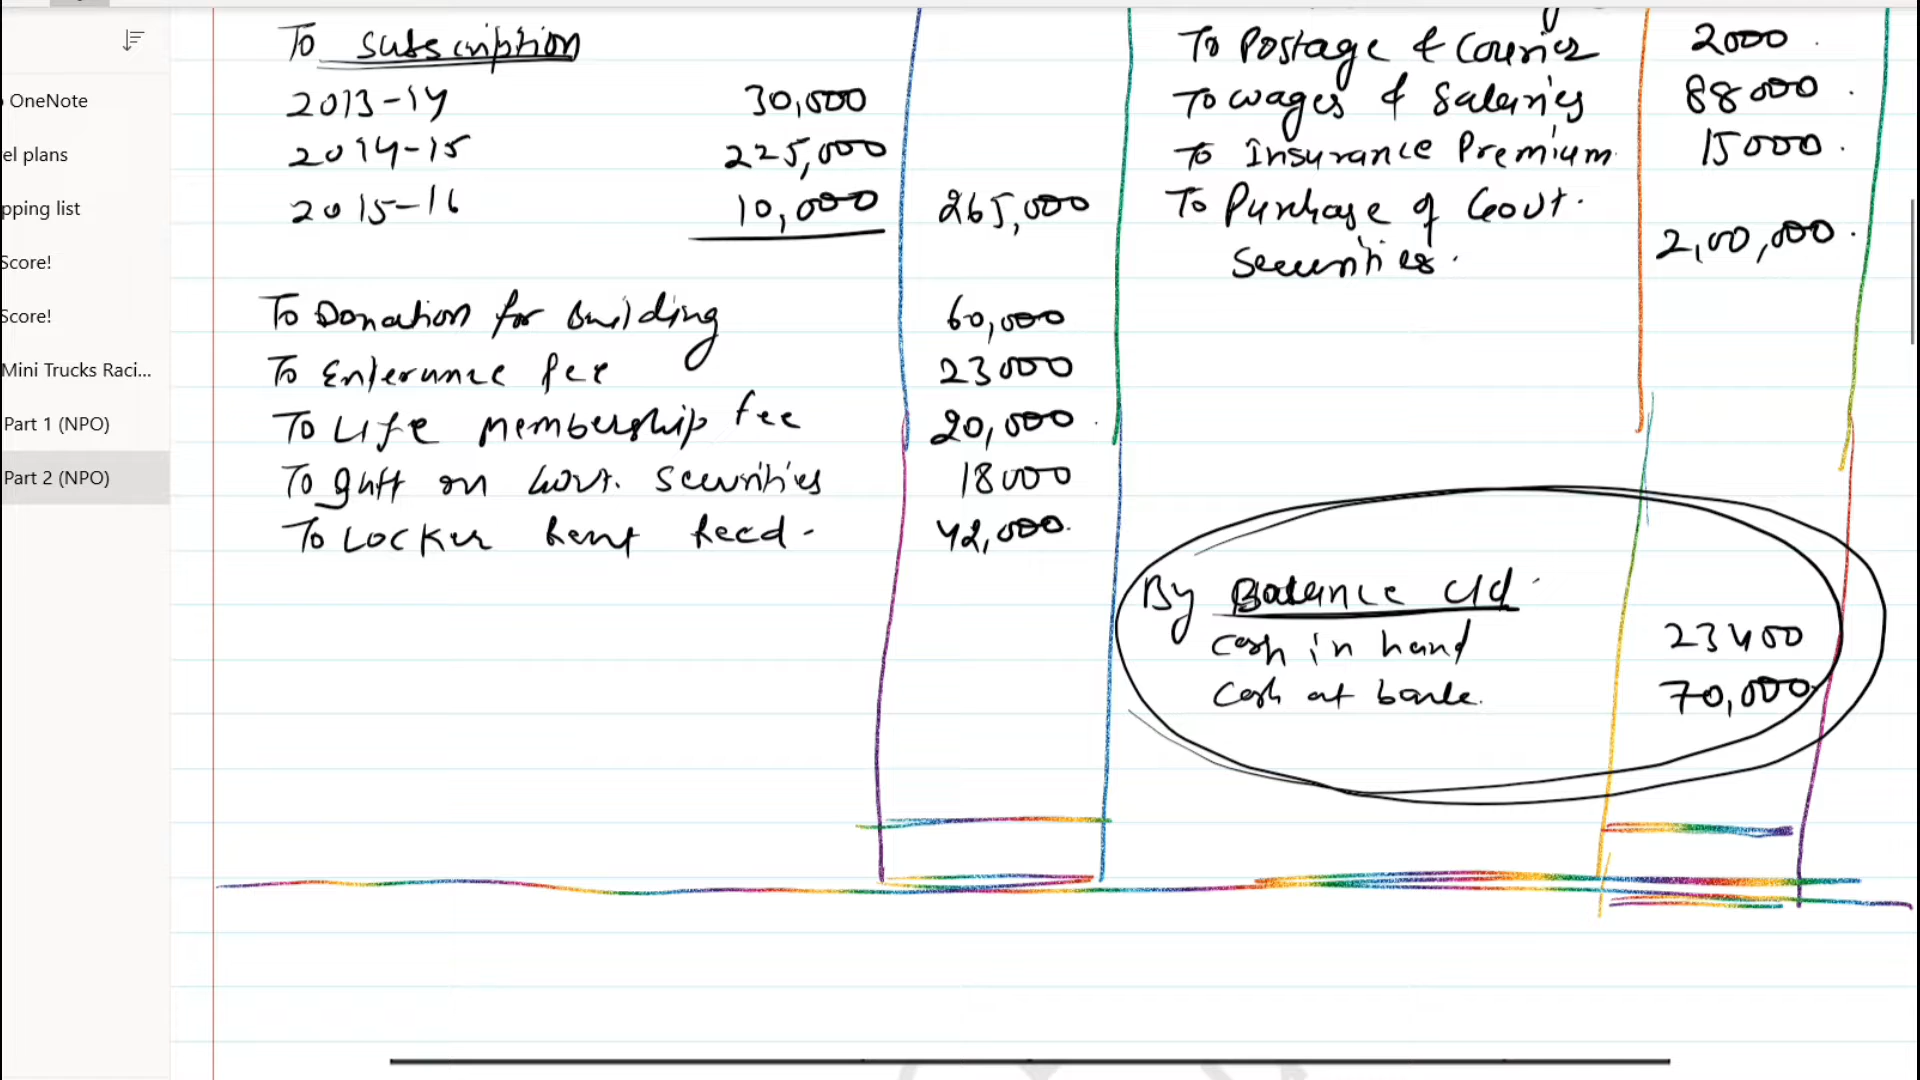 To Subscription
2013-14 30,000
2014-15 225,000
2015-16 10,000 265,000
To Donation for Building 60,000
To Enterance fee 23000
To Life Membership fee 20,000
To on Govt. Securities 18000
To Locker Rent Recd. 42,000
To Postage & Courier 2000
To wages & Salaries 88000
To Insurance Premium 15000
To Purchase of Govt.
Securities. 2,00,000
By Balance c/d
Cash in hand 23400
Cash at bank. 70,000
OneNote
el plans
pping list
Score!
Score!
Mini Trucks Raci...
Part 1 (NPO)
Part 2 (NPO)